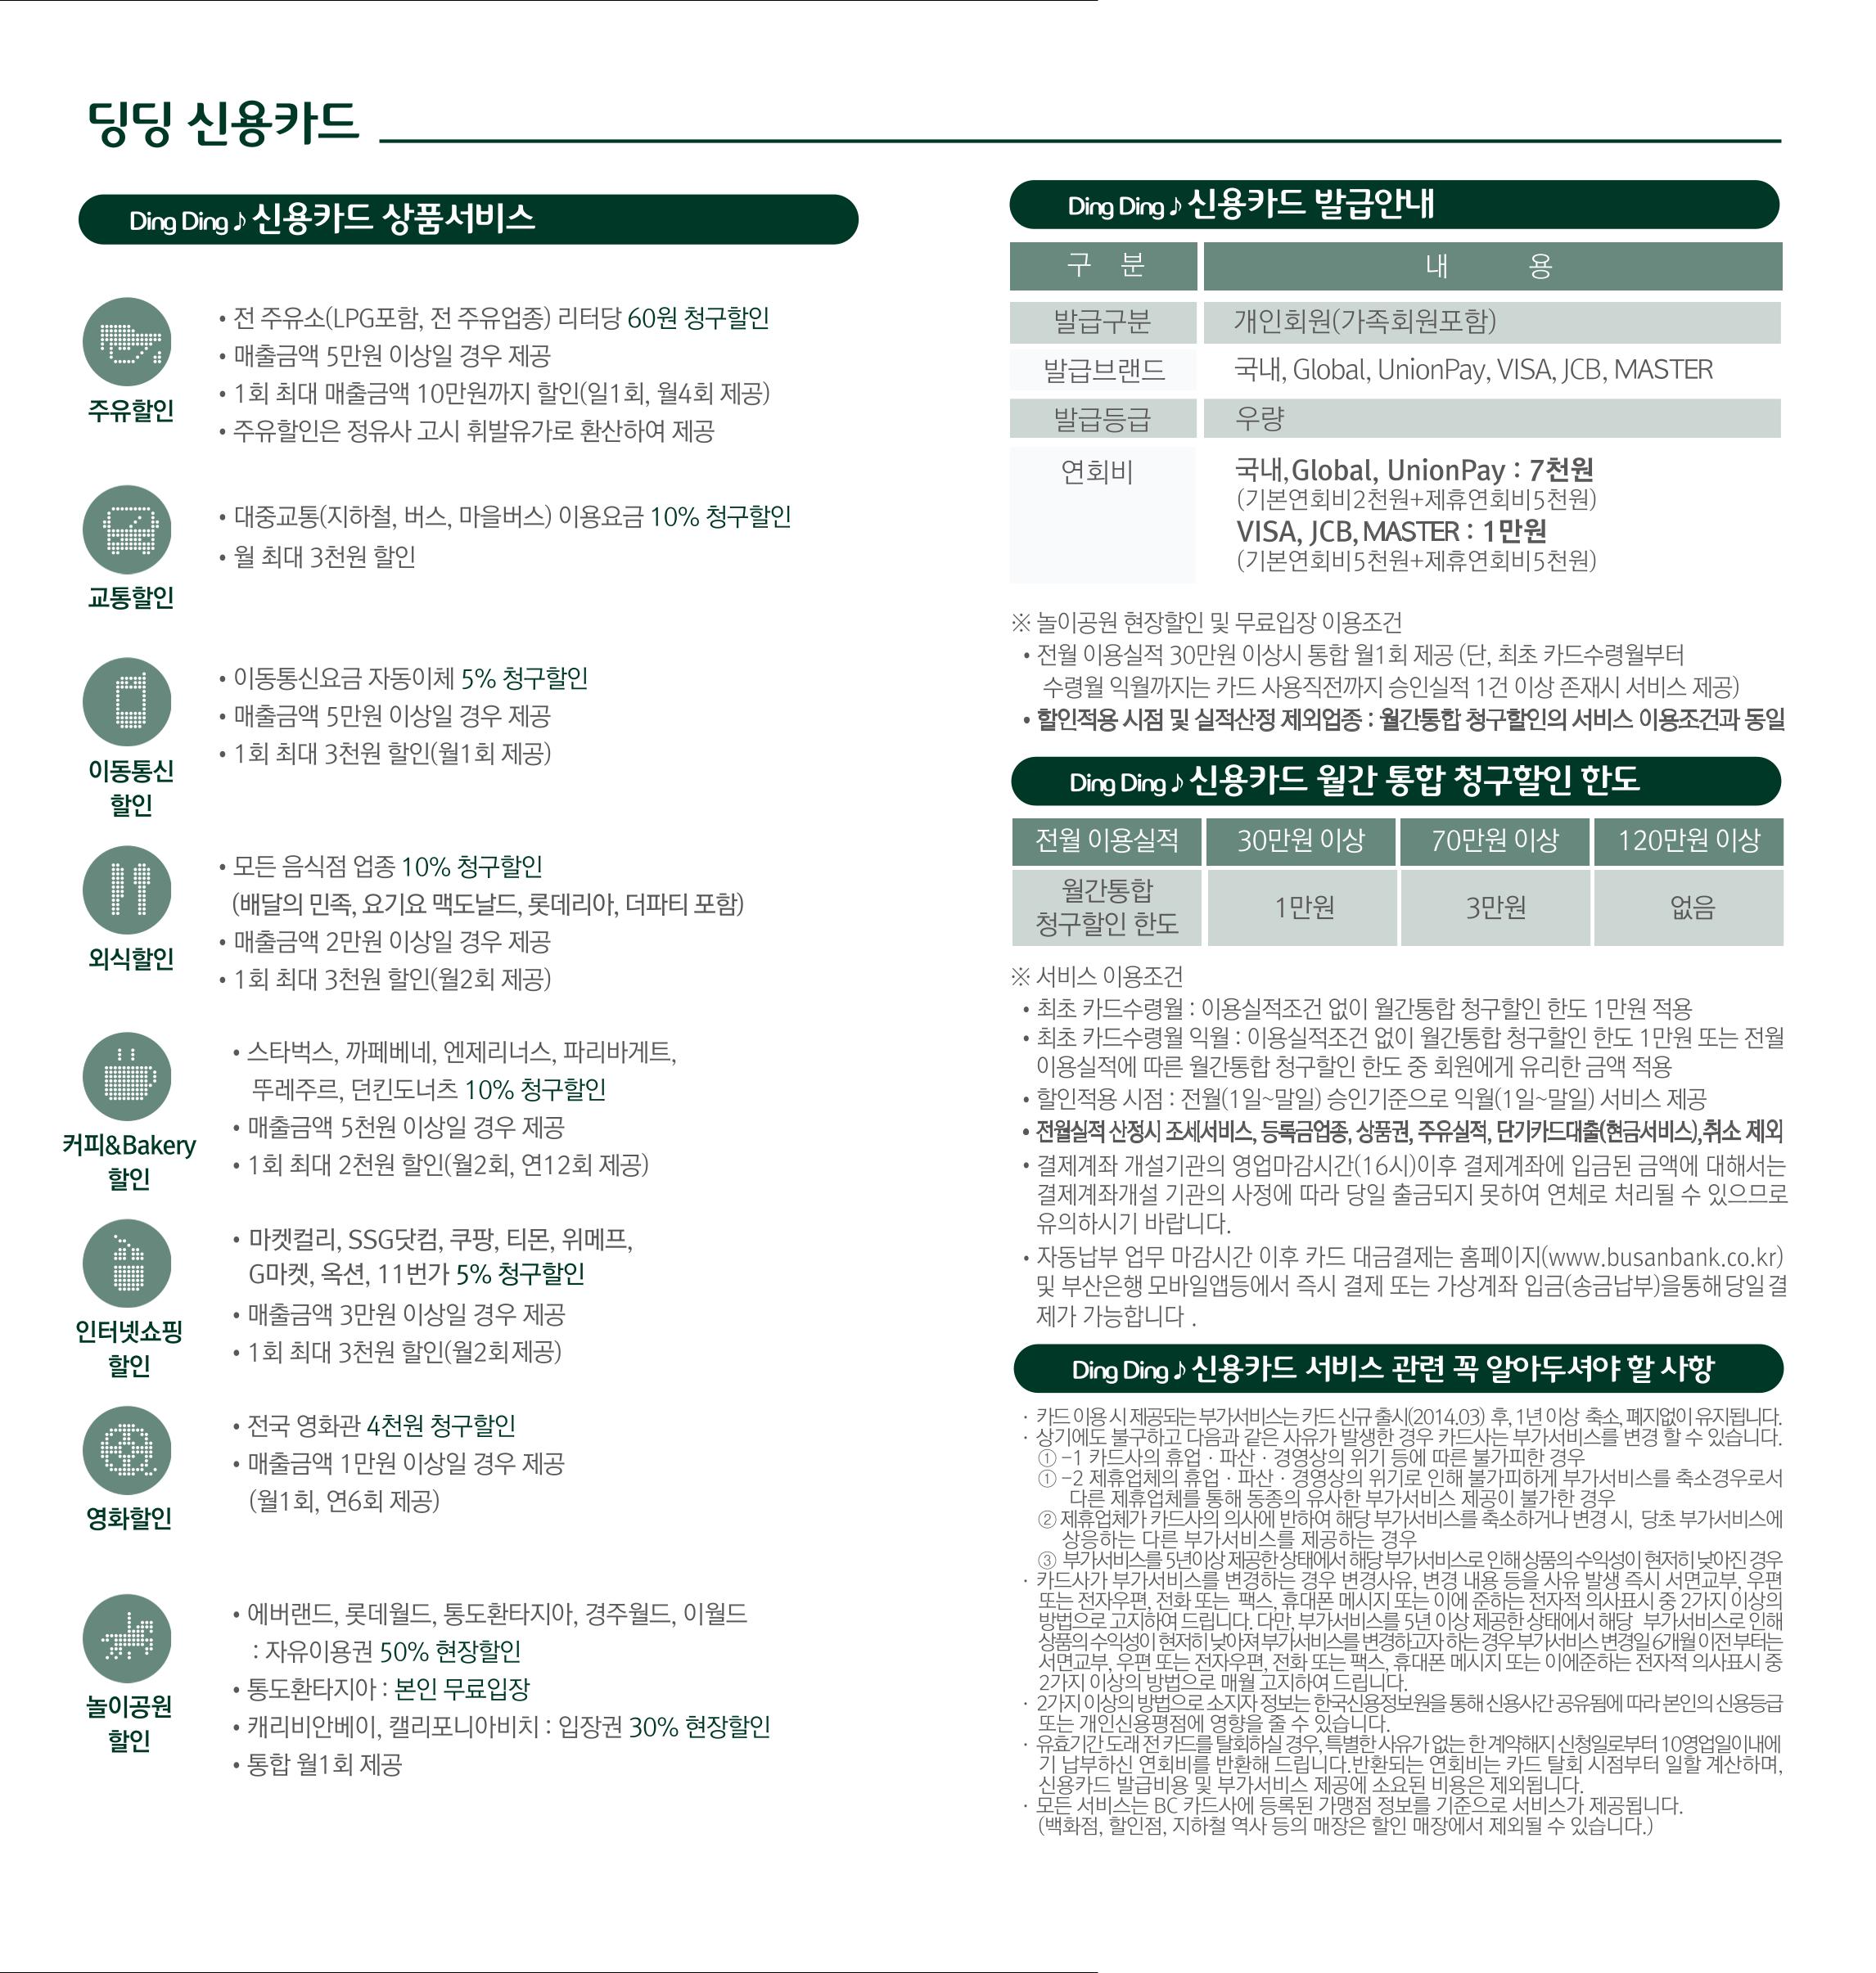 딩딩 신용카드
Ding Ding♪신용카드 상품서비스
주유할인
• 전 주유소(LPG포함, 전 주유업종) 리터당 60원 청구할인
• 매출금액 5만원 이상일 경우 제공
• 1회 최대 매출금액 10만원까지 할인(일1회, 월4회 제공)
• 주유할인은 정유사 고시 휘발유가로 환산하여 제공
교통할인
• 대중교통(지하철, 버스, 마을버스) 이용요금 10% 청구할인
• 월 최대 3천원 할인
이동통신
할인
• 이동통신요금 자동이체 5% 청구할인
• 매출금액 5만원 이상일 경우 제공
• 1회 최대 3천원 할인(월1회 제공)
외식할인
• 모든 음식점 업종 10% 청구할인
(배달의 민족, 요기요 맥도날드, 롯데리아, 더파티 포함)
• 매출금액 2만원 이상일 경우 제공
• 1회 최대 3천원 할인(월2회 제공)
커피&Bakery
할인
• 스타벅스, 까페베네, 엔제리너스, 파리바게트,
뚜레주르, 던킨도너츠 10% 청구할인
• 매출금액 5천원 이상일 경우 제공
• 1회 최대 2천원 할인(월2회, 연12회 제공)
인터넷쇼핑
할인
• 마켓컬리, SSG닷컴, 쿠팡, 티몬, 위메프,
G마켓, 옥션, 11번가 5% 청구할인
• 매출금액 3만원 이상일 경우 제공
• 1회 최대 3천원 할인(월2회제공)
영화할인
• 전국 영화관 4천원 청구할인
• 매출금액 1만원 이상일 경우 제공
(월1회, 연6회 제공)
놀이공원
할인
• 에버랜드, 롯데월드, 통도환타지아, 경주월드, 이월드
: 자유이용권 50% 현장할인
• 통도환타지아 : 본인 무료입장
• 캐리비안베이, 캘리포니아비치 : 입장권 30% 현장할인
• 통합 월1회 제공
Ding Ding♪신용카드 발급안내
구 분 내 용
발급구분 개인회원(가족회원포함)
발급브랜드 국내, Global, UnionPay, VISA, JCB, MASTER
발급등급 우량
연회비 국내, Global, UnionPay : 7천원
(기본연회비2천원+제휴연회비5천원)
VISA, JCB, MASTER : 1만원
(기본연회비5천원+제휴연회비5천원)
※ 놀이공원 현장할인 및 무료입장 이용조건
• 전월 이용실적 30만원 이상시 통합 월1회 제공 (단, 최초 카드수령월부터
수령월 익월까지는 카드 사용직전까지 승인실적 1건 이상 존재시 서비스 제공)
• 할인적용 시점 및 실적산정 제외업종 : 월간통합 청구할인의 서비스 이용조건과 동일
Ding Ding♪신용카드 월간 통합 청구할인 한도
전월 이용실적 30만원 이상 70만원 이상 120만원 이상
월간통합
청구할인 한도 1만원 3만원 없음
※ 서비스 이용조건
• 최초 카드수령월 : 이용실적조건 없이 월간통합 청구할인 한도 1만원 적용
• 최초 카드수령월 익월 : 이용실적조건 없이 월간통합 청구할인 한도 1만원 또는 전월
이용실적에 따른 월간통합 청구할인 한도 중 회원에게 유리한 금액 적용
• 할인적용 시점 : 전월(1일~말일) 승인기준으로 익월(1일~말일) 서비스 제공
• 전월실적 산정시 조세서비스, 등록금업종, 상품권, 주유실적, 단기카드대출(현금서비스),취소 제외
• 결제계좌 개설기관의 영업마감시간(16시)이후 결제계좌에 입금된 금액에 대해서는
결제계좌개설 기관의 사정에 따라 당일 출금되지 못하여 연체로 처리될 수 있으므로
유의하시기 바랍니다.
• 자동납부 업무 마감시간 이후 카드 대금결제는 홈페이지(www.busanbank.co.kr)
및 부산은행 모바일앱등에서 즉시 결제 또는 가상계좌 입금(송금납부)을통해 당일 결
제가 가능합니다 .
Ding Ding♪신용카드 서비스 관련 꼭 알아두셔야 할 사항
· 카드 이용 시 제공되는 부가서비스는 카드 신규 출시(2014.03) 후, 1년 이상 축소, 폐지없이 유지됩니다.
· 상기에도 불구하고 다음과 같은 사유가 발생한 경우 카드사는 부가서비스를 변경 할 수 있습니다.
① -1 카드사의 휴업 · 파산 · 경영상의 위기 등에 따른 불가피한 경우
① -2 제휴업체의 휴업 · 파산 · 경영상의 위기로 인해 불가피하게 부가서비스를 축소경우로서
다른 제휴업체를 통해 동종의 유사한 부가서비스 제공이 불가한 경우
② 제휴업체가 카드사의 의사에 반하여 해당 부가서비스를 축소하거나 변경 시, 당초 부가서비스에
상응하는 다른 부가서비스를 제공하는 경우
③ 부가서비스를 5년이상 제공한 상태에서 해당 부가서비스로 인해 상품의 수익성이 현저히 낮아진 경우
· 카드사가 부가서비스를 변경하는 경우 변경사유, 변경 내용 등을 사유 발생 즉시 서면교부, 우편
또는 전자우편, 전화 또는 팩스, 휴대폰 메시지 또는 이에 준하는 전자적 의사표시 중 2가지 이상의
방법으로 고지하여 드립니다. 다만, 부가서비스를 5년 이상 제공한 상태에서 해당 부가서비스로 인해
상품의 수익성이 현저히 낮아져 부가서비스를 변경하고자 하는 경우 부가서비스 변경일 6개월 이전부터는
서면교부, 우편 또는 전자우편, 전화 또는 팩스, 휴대폰 메시지 또는 이에준하는 전자적 의사표시 중
2가지 이상의 방법으로 매월 고지하여 드립니다.
· 2가지 이상의 방법으로 소지자 정보는 한국신용정보원을 통해 신용사간 공유됨에 따라 본인의 신용등급
또는 개인신용평점에 영향을 줄 수 있습니다.
· 유효기간 도래 전 카드를 탈회하실 경우, 특별한 사유가 없는 한 계약해지 신청일로부터 10영업일이내에
기 납부하신 연회비를 반환해 드립니다.반환되는 연회비는 카드 탈회 시점부터 일할 계산하며,
신용카드 발급비용 및 부가서비스 제공에 소요된 비용은 제외됩니다.
· 모든 서비스는 BC 카드사에 등록된 가맹점 정보를 기준으로 서비스가 제공됩니다.
(백화점, 할인점, 지하철 역사 등의 매장은 할인 매장에서 제외될 수 있습니다.)